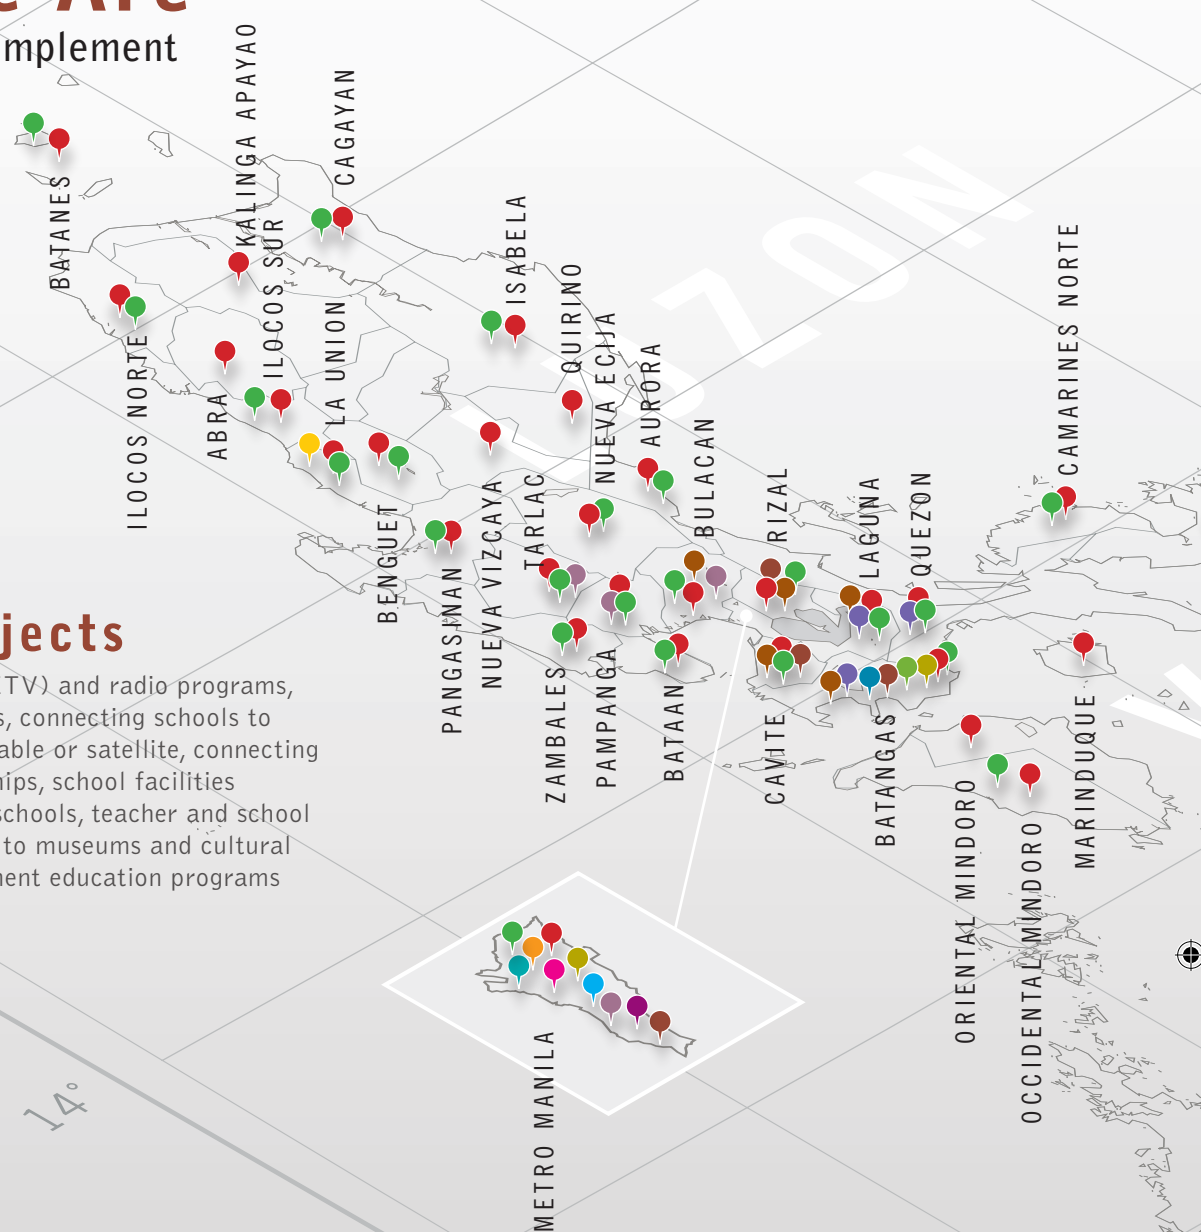 e Are
mplement
KALINGA APAYAO
CAGAYAN
BATANES
ISABELA
ILOCOS SUR
LUZON
CAMARINES NORTE
QUIRINO
LA UNION
NUEVA ECIJA
AURORA
ILOCOS NORTE
ABRA
BULACAN
RIZAL
LAGUNA
QUEZON
TARLAC
BENGUET
NUEVA VIZCAYA
PANGASINAN
jects
(TV) and radio programs,
s, connecting schools to
able or satellite, connecting
hips, school facilities
schools, teacher and school
to museums and cultural
ment education programs
ZAMBALES
PAMPANGA
BATAAN
CAVITE
BATANGAS
MARINDUQUE
ORIENTAL MINDORO
OCCIDENTAL MINDORO
METRO MANILA
14°